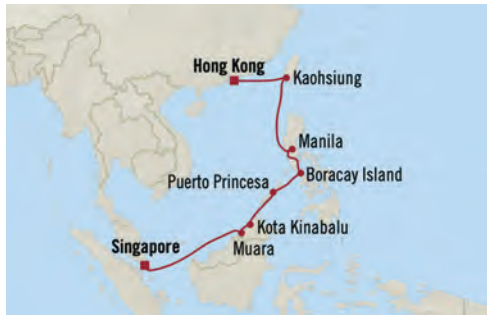 Hong Kong
Kaohsiung
Manila
Boracay Island
Puerto Princesa
Kota Kinabalu
Muara
Singapore